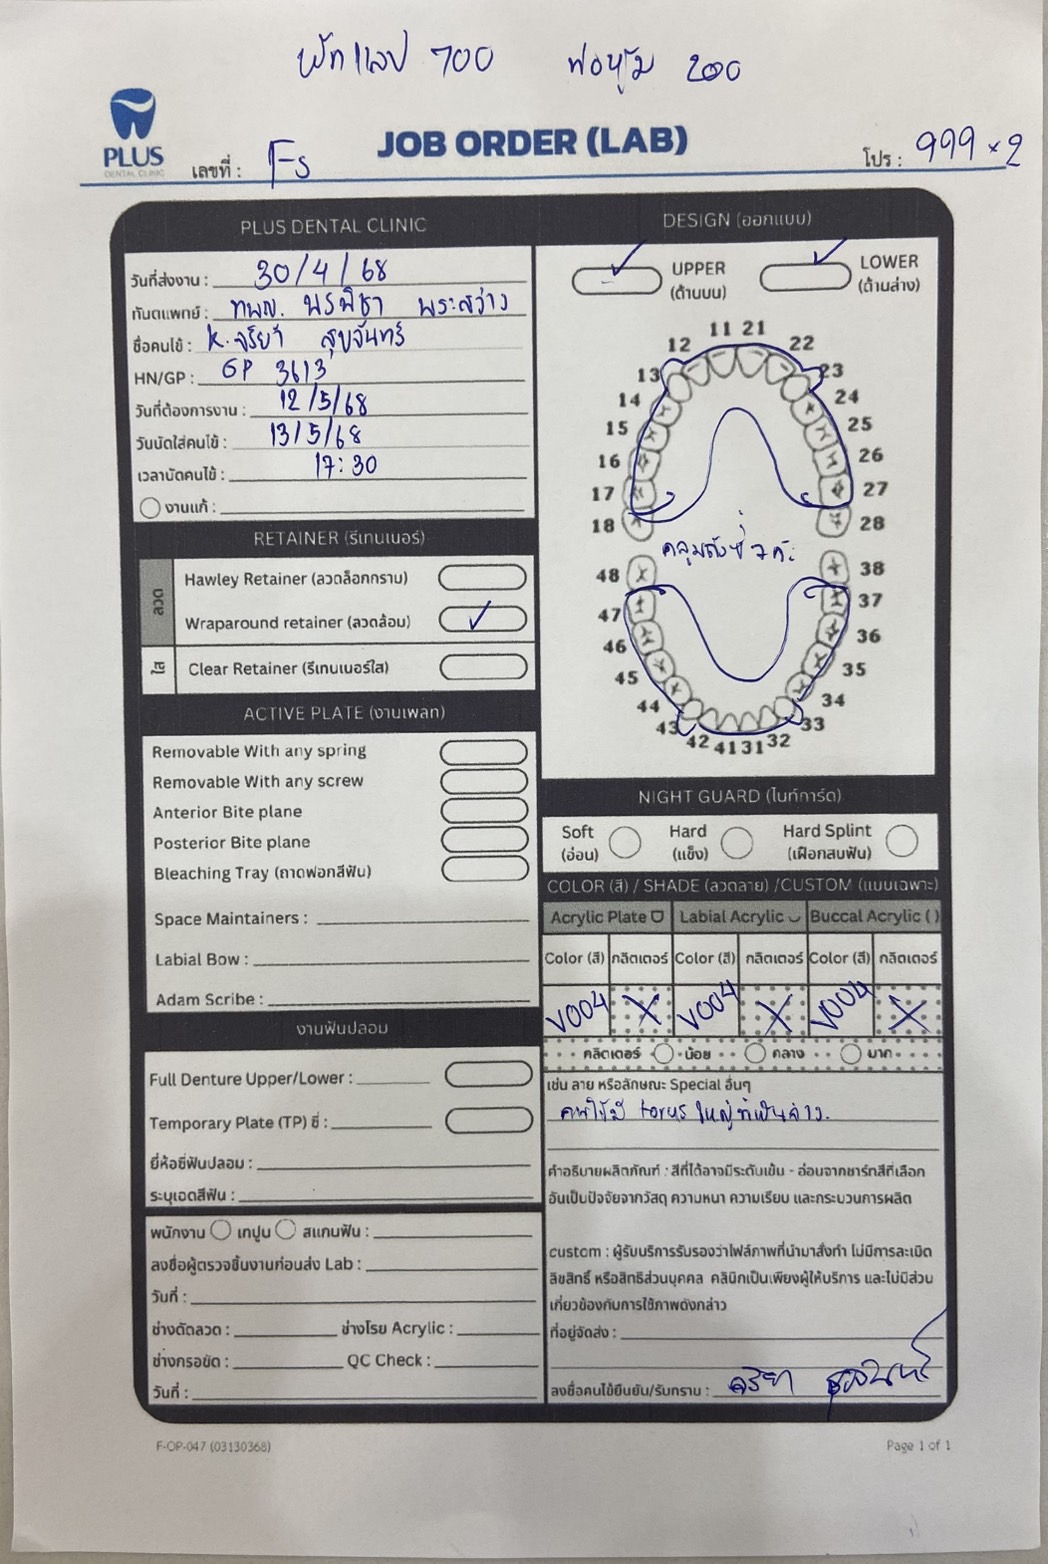 หักแลป 700 ท่อหุ้ม 200
PLUS
DENTAL CLINIC
เลขที่ : Fs
JOB ORDER (LAB)
โปร : 999 × 2
PLUS DENTAL CLINIC
วันที่ส่งงาน : 30/4/68
ทันตแพทย์ : ทพญ. พรพิชา พระสว่าง
ชื่อคนไข้ : K. จริยา สุขจันทร์
HN/GP : GP 3613
วันที่ต้องการงาน : 12/5/68
วันนัดใส่คนไข้ : 13/5/68
เวลานัดคนไข้ : 17:30
งานแก้ :
RETAINER (รีเทนเนอร์)
ลวด
Hawley Retainer (ลวดล็อกกราม)
Wraparound retainer (ลวดล้อม) ✓
ใส
Clear Retainer (รีเทนเนอร์ใส)
ACTIVE PLATE (งานเพลท)
Removable With any spring
Removable With any screw
Anterior Bite plane
Posterior Bite plane
Bleaching Tray (ถาดฟอกสีฟัน)
Space Maintainers :
Labial Bow :
Adam Scribe :
งานฟันปลอม
Full Denture Upper/Lower :
Temporary Plate (TP) ซี่ :
ยี่ห้อซี่ฟันปลอม :
ระบุเฉดสีฟัน :
พนักงาน เทปูน สแกนฟัน :
ลงชื่อผู้ตรวจชิ้นงานก่อนส่ง Lab :
วันที่ :
ช่างดัดลวด : ช่างโรย Acrylic :
ช่างกรอขัด : QC Check :
วันที่ :
DESIGN (ออกแบบ)
✓ UPPER (ด้านบน) ✓ LOWER (ด้านล่าง)
11 21
12 22
13 23
14 24
15 25
16 26
17 27
18 28
คลุมถึงซี่ 7 ค่ะ
48 38
47 37
46 36
45 35
44 34
43 33
42 41 31 32
NIGHT GUARD (ไนท์การ์ด)
Soft (อ่อน) Hard (แข็ง) Hard Splint (เฝือกสบฟัน)
COLOR (สี) / SHADE (ลวดลาย) /CUSTOM (แบบเฉพาะ)
Acrylic Plate Labial Acrylic Buccal Acrylic ( )
Color (สี) กลิตเตอร์ Color (สี) กลิตเตอร์ Color (สี) กลิตเตอร์
V004 X V004 X V004 X
กลิตเตอร์ น้อย กลาง มาก
เช่น ลาย หรือลักษณะ Special อื่นๆ
คนไข้มี torus ใหญ่ที่ฟันล่าง.
คำอธิบายผลิตภัณฑ์ : สีที่ได้อาจมีระดับเข้ม - อ่อนจากชาร์ทสีที่เลือก
อันเป็นปัจจัยจากวัสดุ ความหนา ความเรียบ และกระบวนการผลิต
custom : ผู้รับบริการรับรองว่าไฟล์ภาพที่นำมาสั่งทำ ไม่มีการละเมิด
ลิขสิทธิ์ หรือสิทธิส่วนบุคคล คลินิกเป็นเพียงผู้ให้บริการ และไม่มีส่วน
เกี่ยวข้องกับการใช้ภาพดังกล่าว
ที่อยู่จัดส่ง :
ลงชื่อคนไข้ยืนยัน/รับทราบ : จริยา สุขจันทร์
F-OP-047 (03130368)
Page 1 of 1